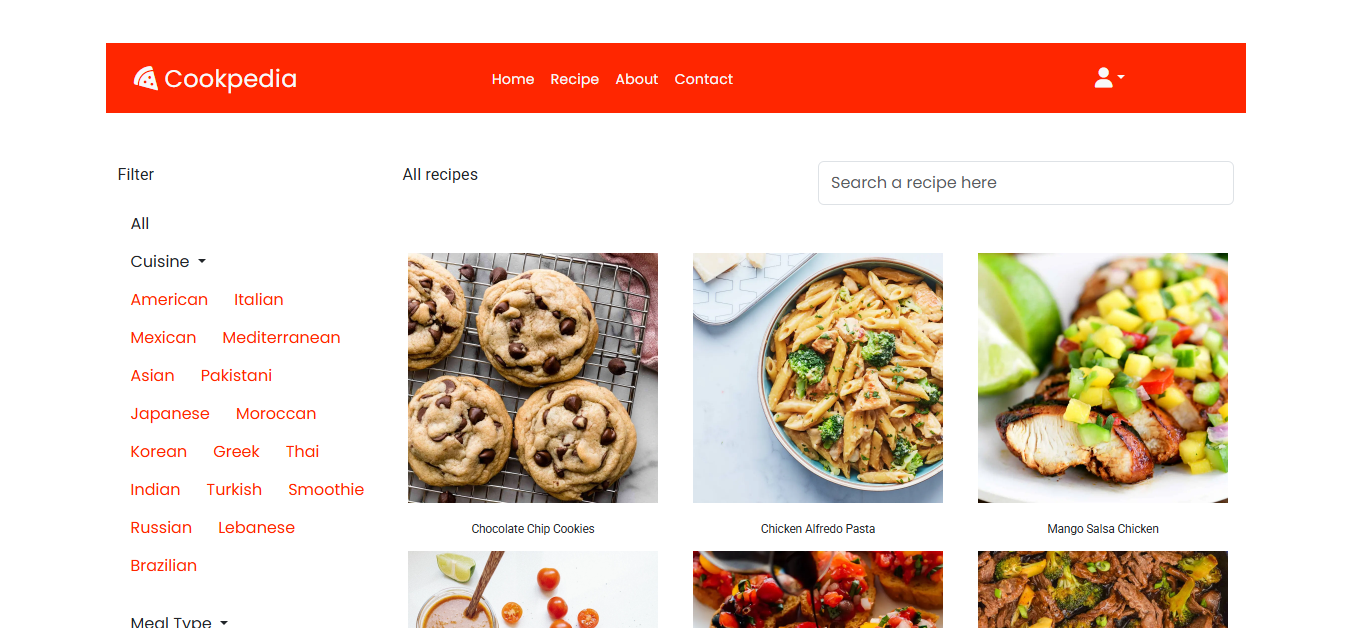 Cookpedia
Home Recipe About Contact
Filter
All recipes
Search a recipe here
All
Cuisine
American Italian
Mexican Mediterranean
Asian Pakistani
Japanese Moroccan
Korean Greek Thai
Indian Turkish Smoothie
Russian Lebanese
Brazilian
Meal Type
Chocolate Chip Cookies
Chicken Alfredo Pasta
Mango Salsa Chicken